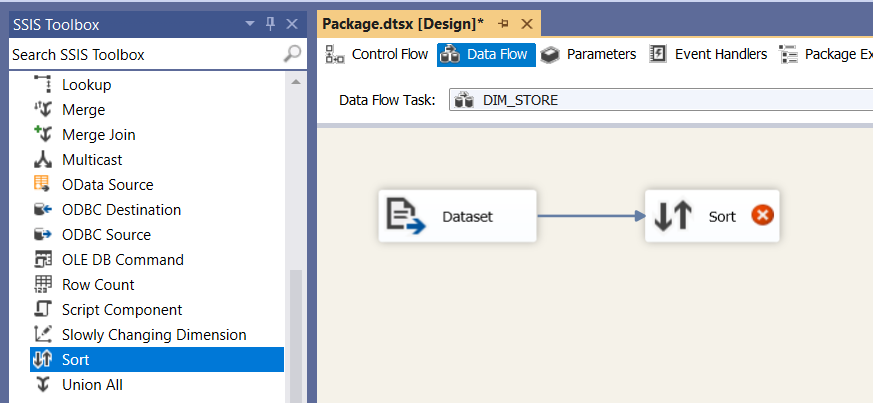 SSIS Toolbox
Search SSIS Toolbox
Lookup
Merge
Merge Join
Multicast
OData Source
ODBC Destination
ODBC Source
OLE DB Command
Row Count
Script Component
Slowly Changing Dimension
Sort
Union All
Package.dtsx [Design]*
Control Flow Data Flow Parameters Event Handlers Package Ex
Data Flow Task: DIM_STORE
Dataset
Sort